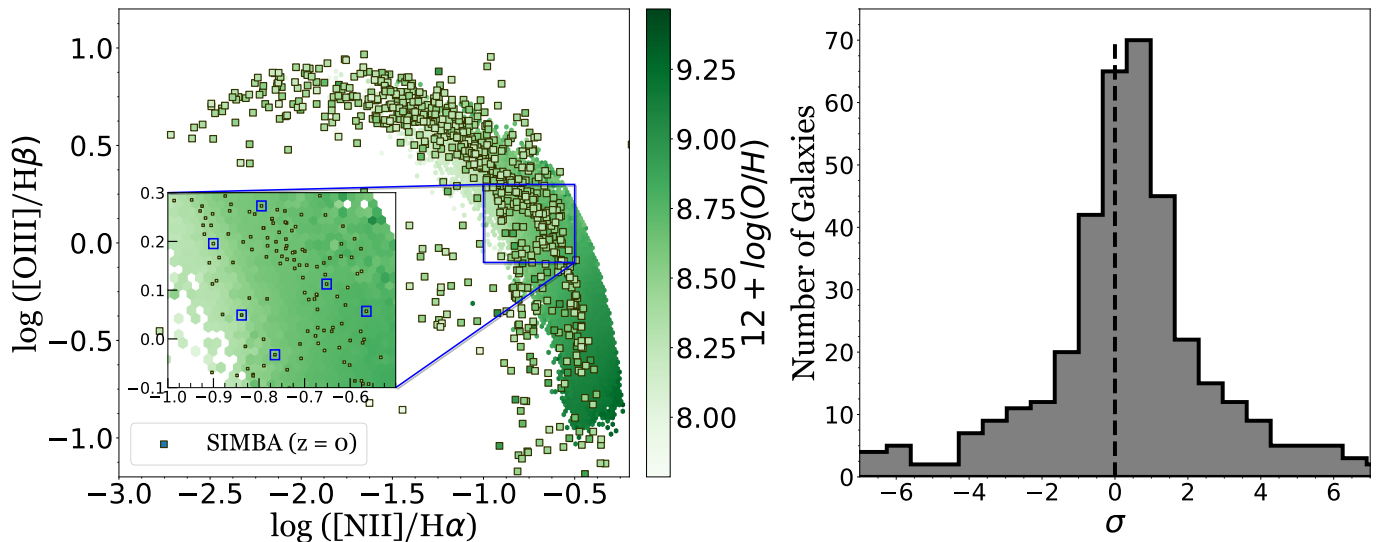 log ([OIII]/Hβ)
1.0
0.5
0.0
−0.5
−1.0
−3.0 −2.5 −2.0 −1.5 −1.0 −0.5
log ([NII]/Hα)
0.3
0.2
0.1
0.0
−0.1
−1.0 −0.9 −0.8 −0.7 −0.6
SIMBA (z = 0)
9.25
9.00
8.75
8.50
8.25
8.00
12 + log(O/H)
Number of Galaxies
70
60
50
40
30
20
10
0
−6 −4 −2 0 2 4 6
σ